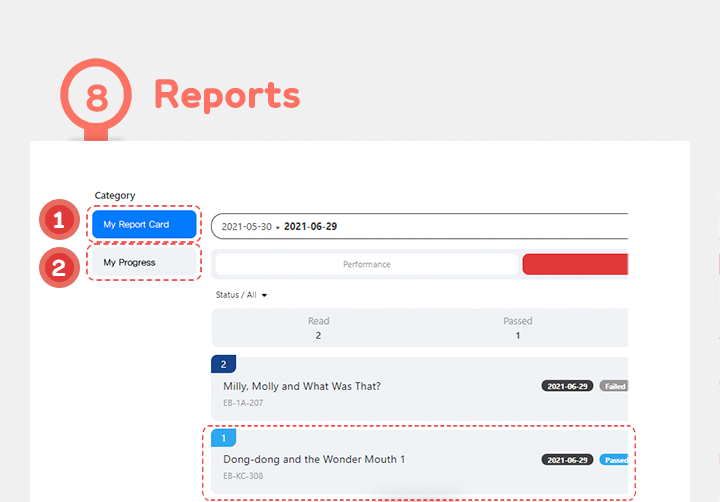 8 Reports
Category
1 My Report Card
2021-05-30 - 2021-06-29
2 My Progress
Performance
Status / All
Read Passed
2 1
2
Milly, Molly and What Was That? 2021-06-29 Failed
EB-1A-207
1
Dong-dong and the Wonder Mouth 1 2021-06-29 Passed
EB-KC-308